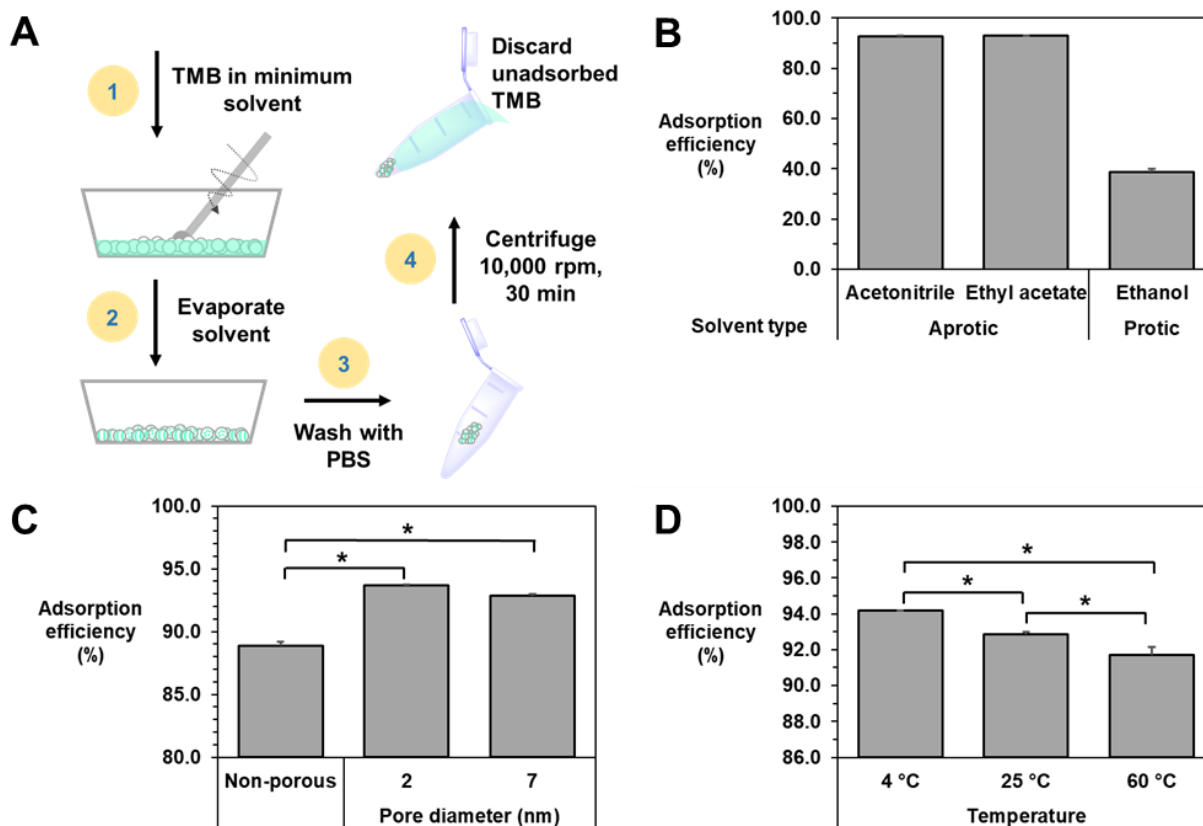 A
1
TMB in minimum
solvent
2
Evaporate
solvent
3
Wash with
PBS
4
Centrifuge
10,000 rpm,
30 min
Discard
unadsorbed
TMB
B
Adsorption
efficiency
(%)
100.0
80.0
60.0
40.0
20.0
0.0
Acetonitrile Ethyl acetate Ethanol
Solvent type Aprotic Protic
C
Adsorption
efficiency
(%)
100.0
95.0
90.0
85.0
80.0
*
*
Non-porous 2 7
Pore diameter (nm)
D
Adsorption
efficiency
(%)
100.0
98.0
96.0
94.0
92.0
90.0
88.0
86.0
*
*
*
4 °C 25 °C 60 °C
Temperature